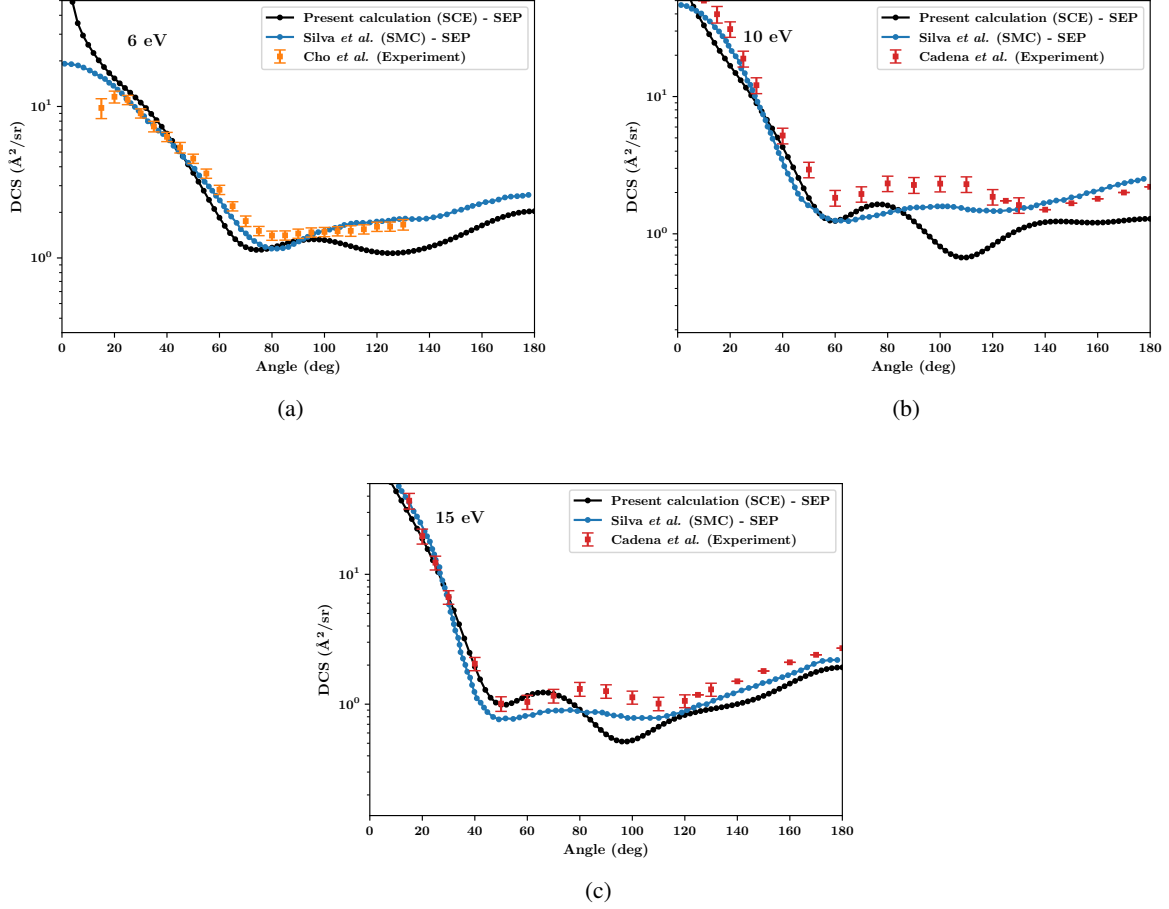 Present calculation (SCE) - SEP
Silva et al. (SMC) - SEP
Cho et al. (Experiment)
6 eV
DCS (Å²/sr)
10¹
10⁰
0 20 40 60 80 100 120 140 160 180
Angle (deg)
(a)
Present calculation (SCE) - SEP
Silva et al. (SMC) - SEP
Cadena et al. (Experiment)
10 eV
DCS (Å²/sr)
10¹
10⁰
0 20 40 60 80 100 120 140 160 180
Angle (deg)
(b)
Present calculation (SCE) - SEP
Silva et al. (SMC) - SEP
Cadena et al. (Experiment)
15 eV
DCS (Å²/sr)
10¹
10⁰
0 20 40 60 80 100 120 140 160 180
Angle (deg)
(c)